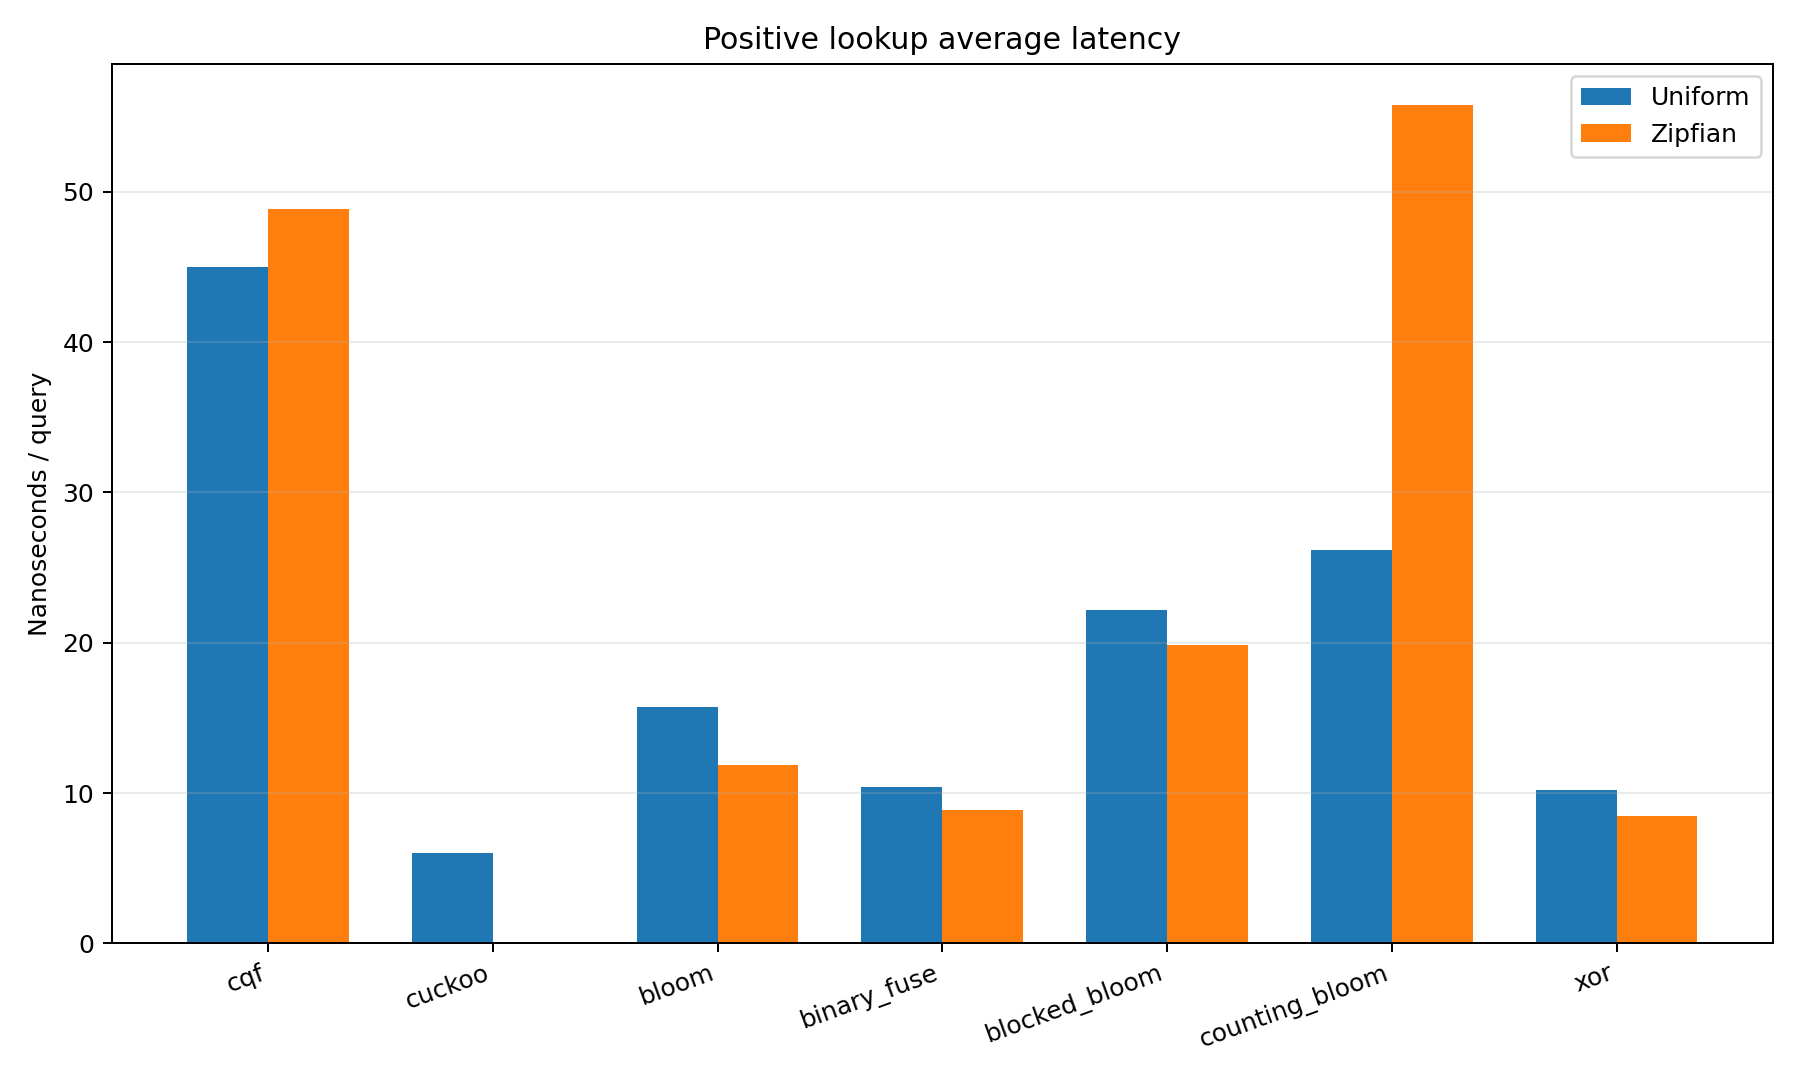 Positive lookup average latency
Uniform
Zipfian
Nanoseconds / query
50
40
30
20
10
0
cqf
cuckoo
bloom
binary_fuse
blocked_bloom
counting_bloom
xor